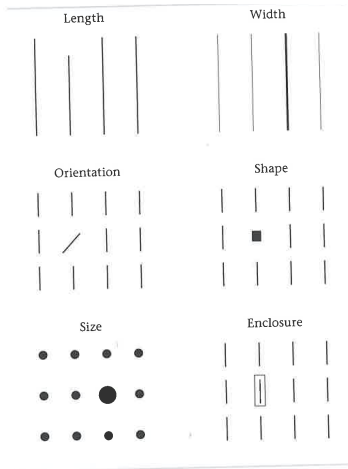 Length
Width
Orientation
Shape
Size
Enclosure